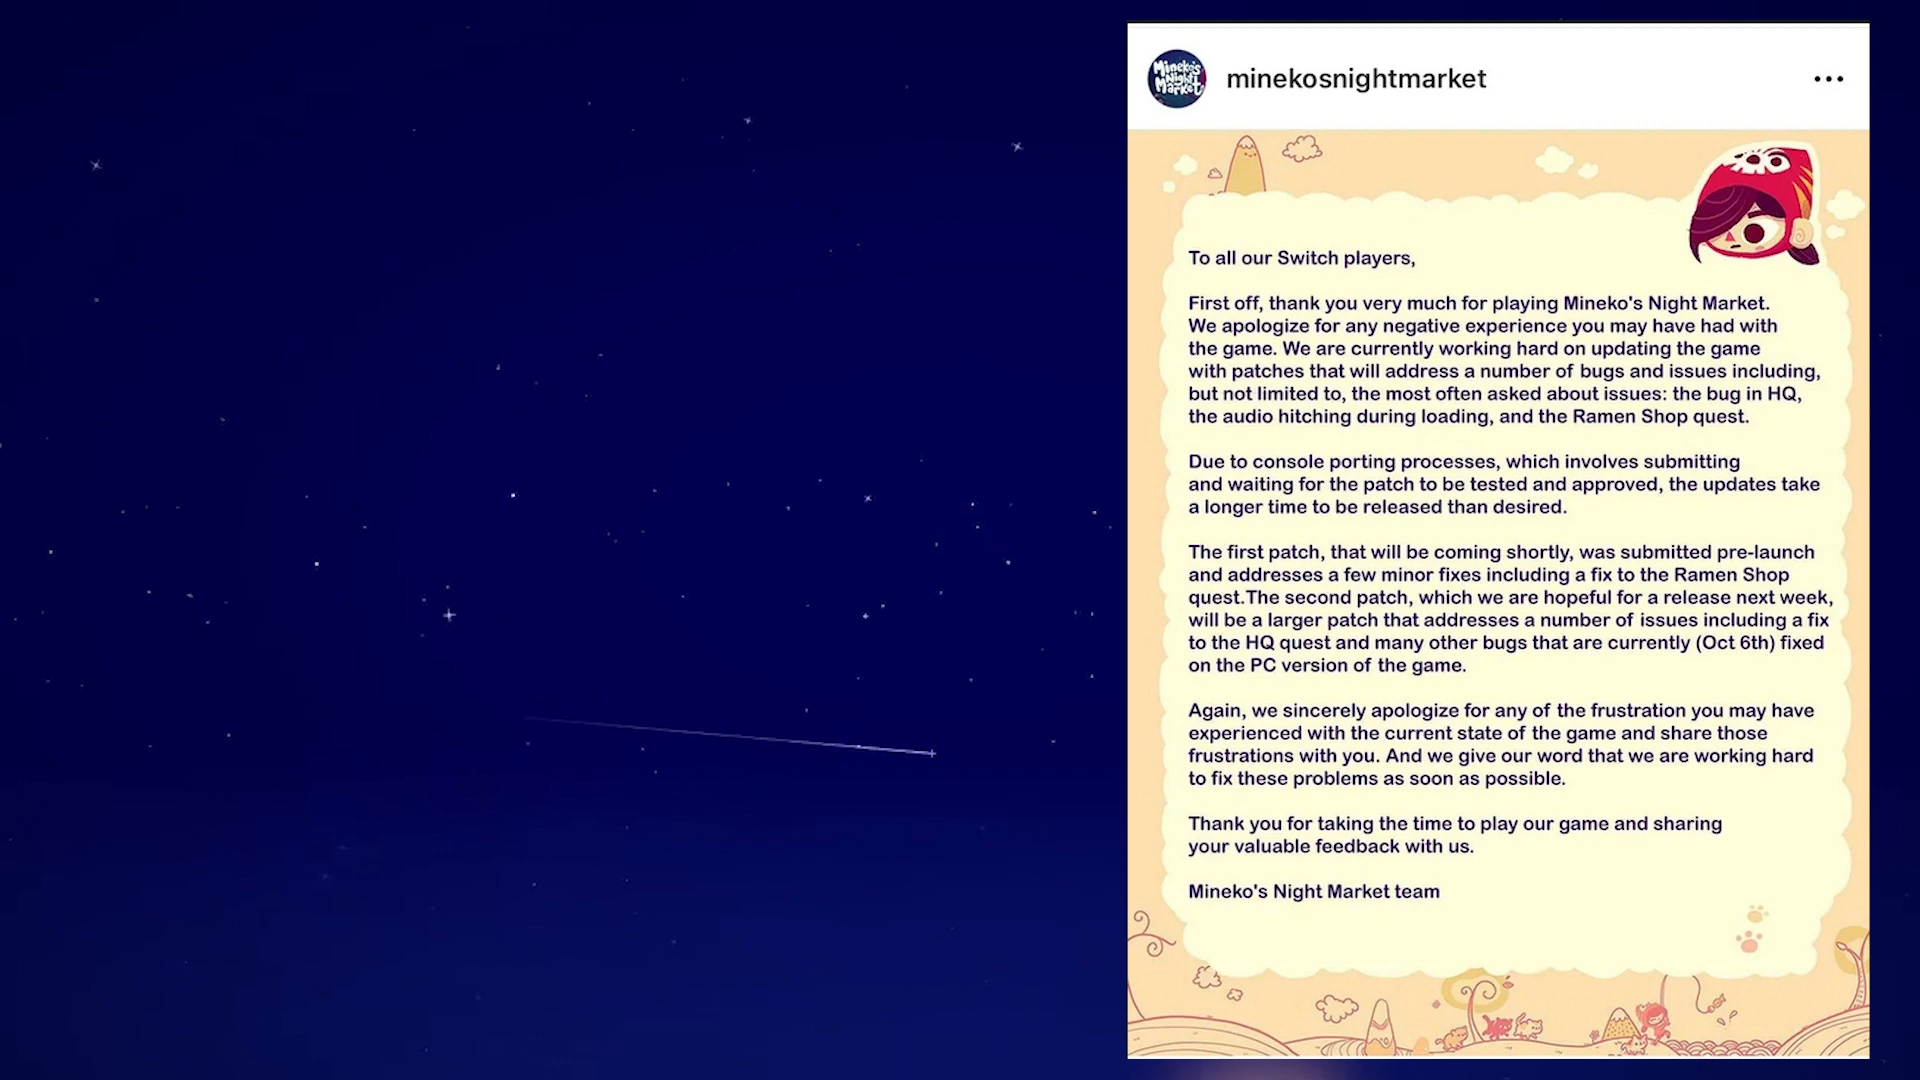 Mineko's
Night
Market
minekosnightmarket
To all our Switch players,
First off, thank you very much for playing Mineko's Night Market.
We apologize for any negative experience you may have had with
the game. We are currently working hard on updating the game
with patches that will address a number of bugs and issues including,
but not limited to, the most often asked about issues: the bug in HQ,
the audio hitching during loading, and the Ramen Shop quest.
Due to console porting processes, which involves submitting
and waiting for the patch to be tested and approved, the updates take
a longer time to be released than desired.
The first patch, that will be coming shortly, was submitted pre-launch
and addresses a few minor fixes including a fix to the Ramen Shop
quest.The second patch, which we are hopeful for a release next week,
will be a larger patch that addresses a number of issues including a fix
to the HQ quest and many other bugs that are currently (Oct 6th) fixed
on the PC version of the game.
Again, we sincerely apologize for any of the frustration you may have
experienced with the current state of the game and share those
frustrations with you. And we give our word that we are working hard
to fix these problems as soon as possible.
Thank you for taking the time to play our game and sharing
your valuable feedback with us.
Mineko's Night Market team